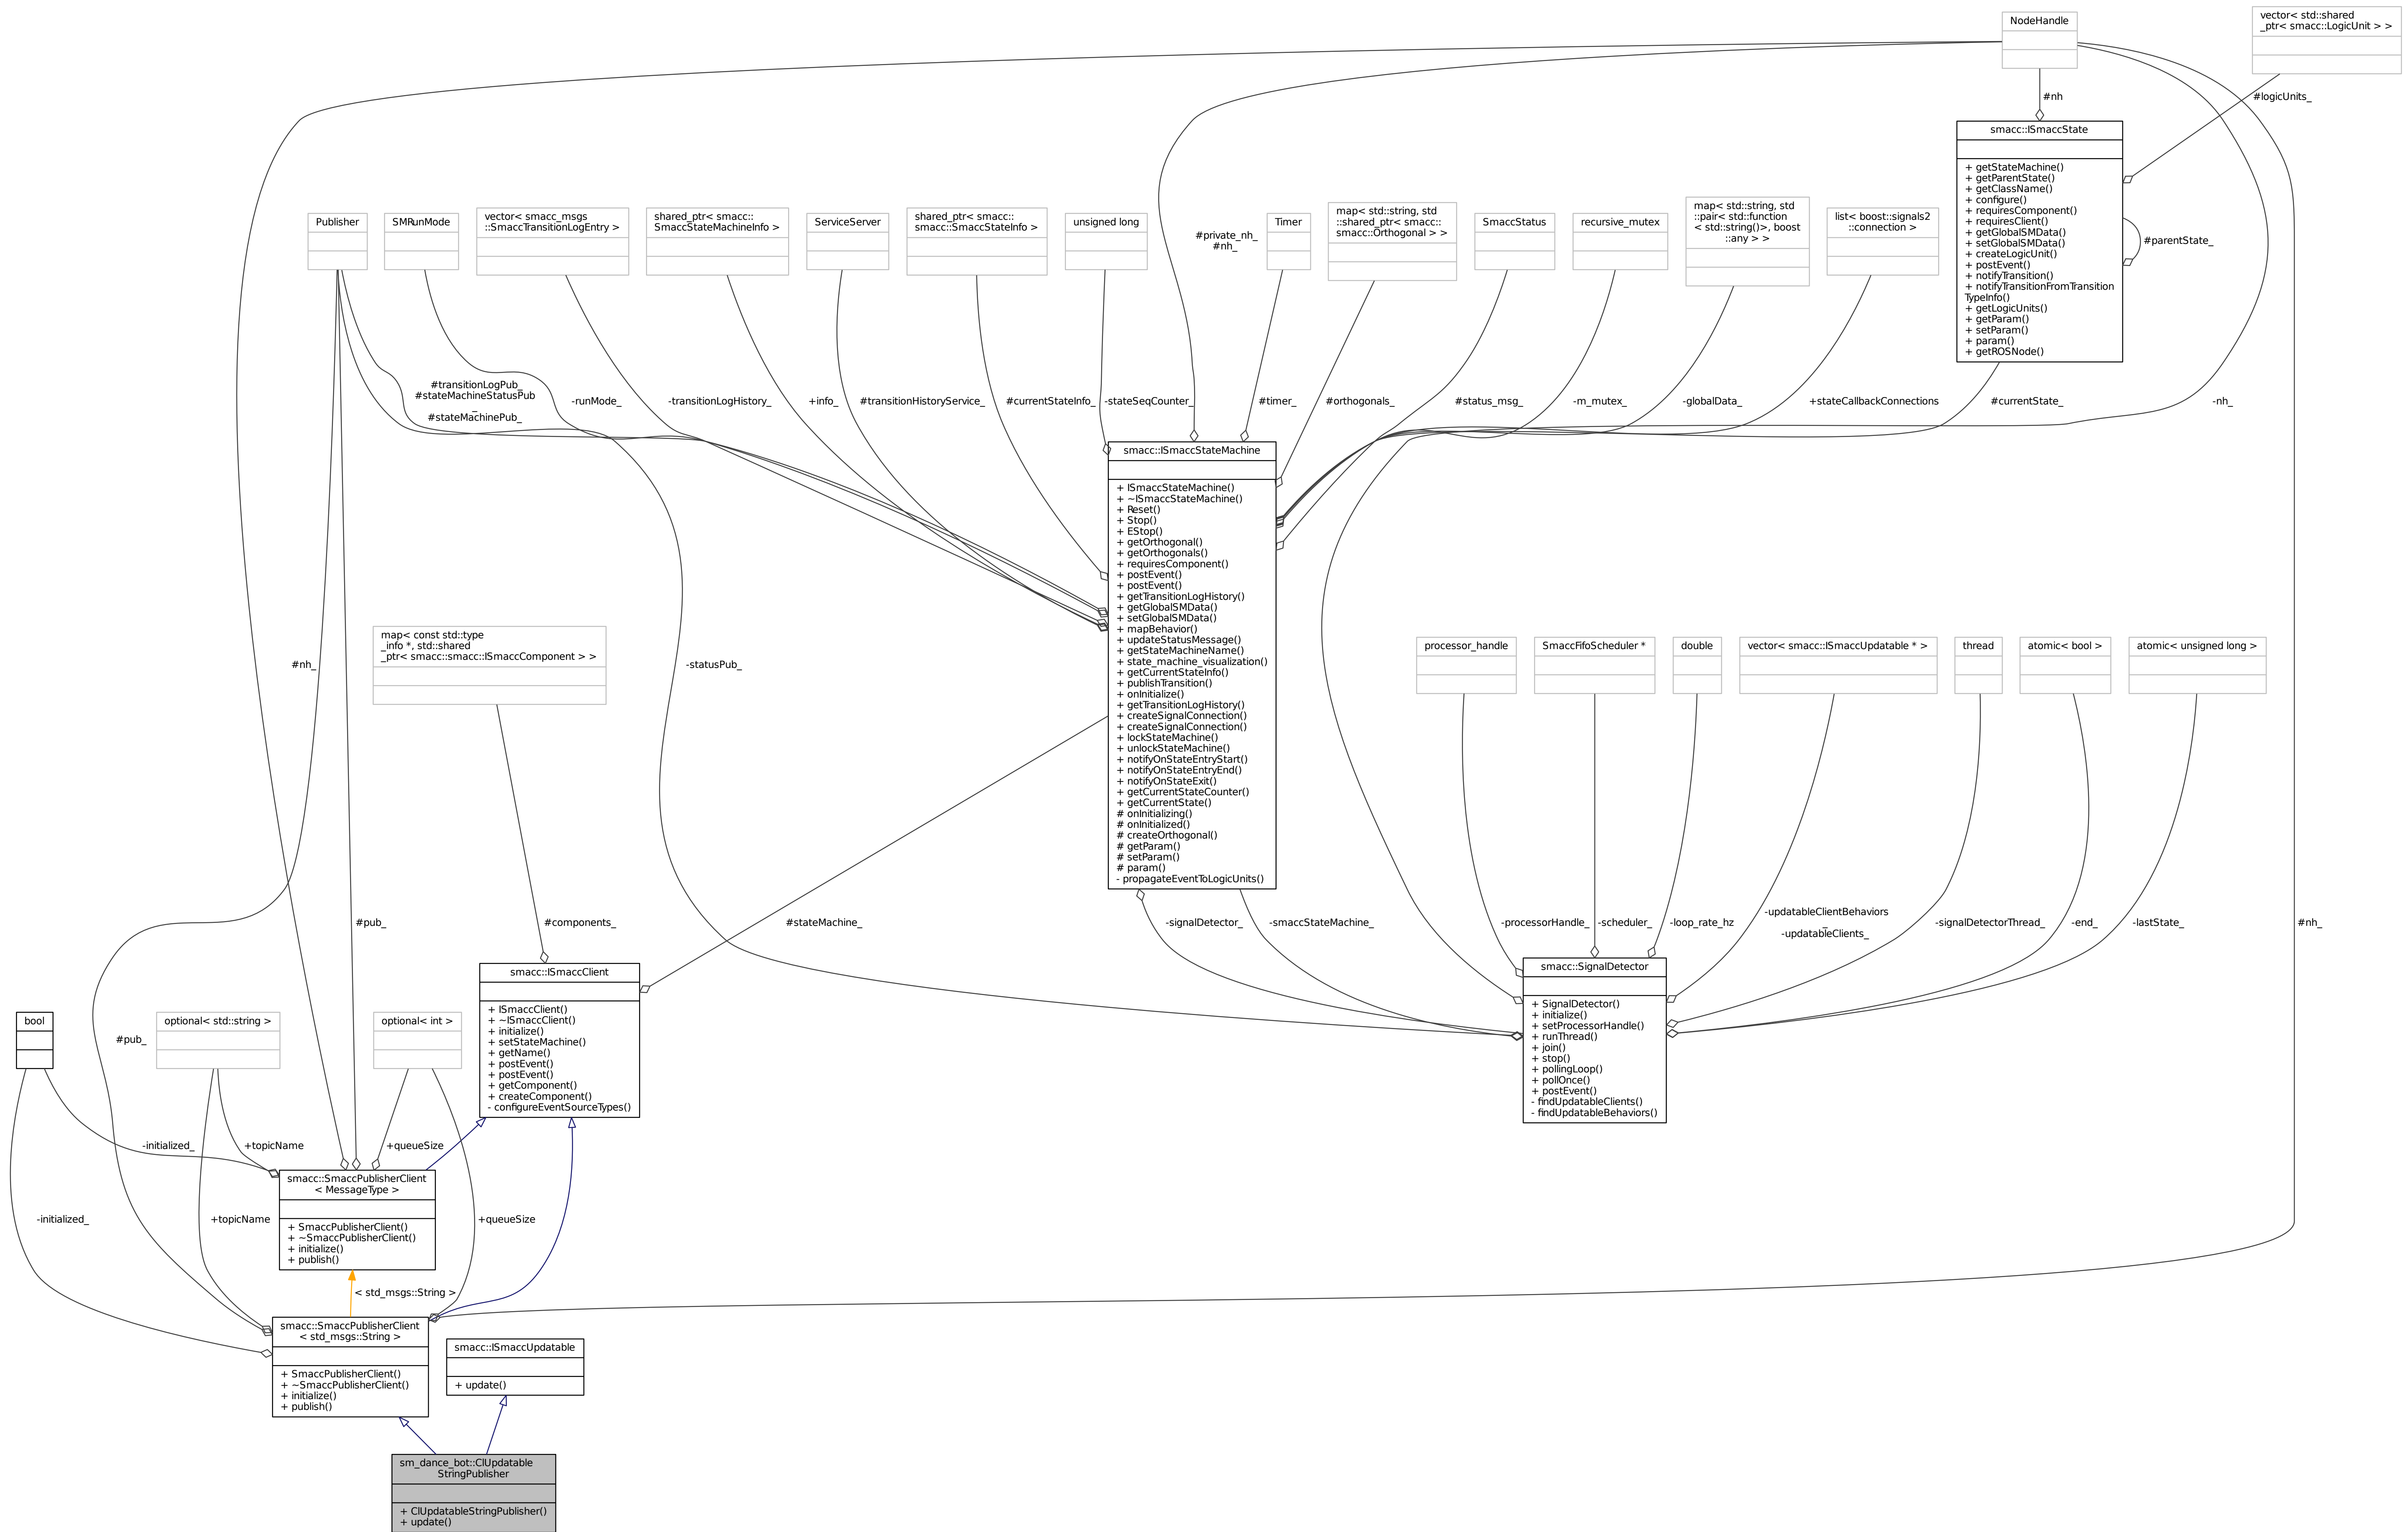 NodeHandle
vector< std::shared
_ptr< smacc::LogicUnit > >
#nh
#logicUnits_
smacc::ISmaccState
+ getStateMachine()
+ getParentState()
+ getClassName()
+ configure()
+ requiresComponent()
+ requiresClient()
+ getGlobalSMData()
+ setGlobalSMData()
+ createLogicUnit()
+ postEvent()
+ notifyTransition()
+ notifyTransitionFromTransition
TypeInfo()
+ getLogicUnits()
+ getParam()
+ setParam()
+ param()
+ getROSNode()
#parentState_
Publisher
SMRunMode
vector< smacc_msgs
::SmaccTransitionLogEntry >
shared_ptr< smacc::
SmaccStateMachineInfo >
ServiceServer
shared_ptr< smacc::
smacc::SmaccStateInfo >
unsigned long
#private_nh_
#nh_
Timer
map< std::string, std
::shared_ptr< smacc::
smacc::Orthogonal > >
SmaccStatus
recursive_mutex
map< std::string, std
::pair< std::function
< std::string()>, boost
::any > >
list< boost::signals2
::connection >
#transitionLogPub_
#stateMachineStatusPub
_
#stateMachinePub_
-runMode_
-transitionLogHistory_
+info_
#transitionHistoryService_
#currentStateInfo_
-stateSeqCounter_
#timer_
#orthogonals_
#status_msg_
-m_mutex_
-globalData_
+stateCallbackConnections
#currentState_
-nh_
smacc::ISmaccStateMachine
+ ISmaccStateMachine()
+ ~ISmaccStateMachine()
+ Reset()
+ Stop()
+ EStop()
+ getOrthogonal()
+ getOrthogonals()
+ requiresComponent()
+ postEvent()
+ postEvent()
+ getTransitionLogHistory()
+ getGlobalSMData()
+ setGlobalSMData()
+ mapBehavior()
+ updateStatusMessage()
+ getStateMachineName()
+ state_machine_visualization()
+ getCurrentStateInfo()
+ publishTransition()
+ onInitialize()
+ getTransitionLogHistory()
+ createSignalConnection()
+ createSignalConnection()
+ lockStateMachine()
+ unlockStateMachine()
+ notifyOnStateEntryStart()
+ notifyOnStateEntryEnd()
+ notifyOnStateExit()
+ getCurrentStateCounter()
+ getCurrentState()
# onInitializing()
# onInitialized()
# createOrthogonal()
# getParam()
# setParam()
# param()
- propagateEventToLogicUnits()
map< const std::type
_info *, std::shared
_ptr< smacc::smacc::ISmaccComponent > >
#nh_
-statusPub_
processor_handle
SmaccFifoScheduler *
double
vector< smacc::ISmaccUpdatable * >
thread
atomic< bool >
atomic< unsigned long >
#pub_
#components_
#stateMachine_
-signalDetector_
-smaccStateMachine_
-processorHandle_
-scheduler_
-loop_rate_hz
-updatableClientBehaviors
_
-updatableClients_
-signalDetectorThread_
-end_
-lastState_
#nh_
smacc::ISmaccClient
+ ISmaccClient()
+ ~ISmaccClient()
+ initialize()
+ setStateMachine()
+ getName()
+ postEvent()
+ postEvent()
+ getComponent()
+ createComponent()
- configureEventSourceTypes()
smacc::SignalDetector
+ SignalDetector()
+ initialize()
+ setProcessorHandle()
+ runThread()
+ join()
+ stop()
+ pollingLoop()
+ pollOnce()
+ postEvent()
- findUpdatableClients()
- findUpdatableBehaviors()
bool
#pub_
optional< std::string >
optional< int >
-initialized_
+topicName
+queueSize
smacc::SmaccPublisherClient
< MessageType >
+ SmaccPublisherClient()
+ ~SmaccPublisherClient()
+ initialize()
+ publish()
-initialized_
+topicName
+queueSize
< std_msgs::String >
smacc::SmaccPublisherClient
< std_msgs::String >
+ SmaccPublisherClient()
+ ~SmaccPublisherClient()
+ initialize()
+ publish()
smacc::ISmaccUpdatable
+ update()
sm_dance_bot::ClUpdatable
StringPublisher
+ ClUpdatableStringPublisher()
+ update()